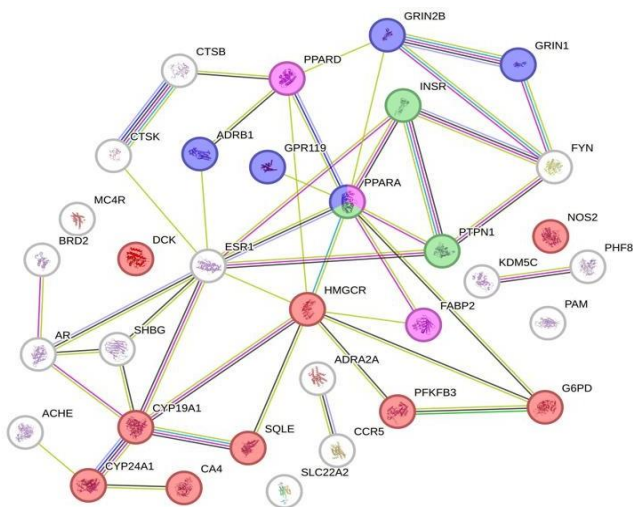 GRIN2B
CTSB
PPARD
GRIN1
INSR
CTSK
ADRB1
GPR119
FYN
PPARA
MC4R
NOS2
BRD2
DCK
ESR1
PTPN1
KDM5C
PHF8
HMGCR
FABP2
PAM
AR
SHBG
ADRA2A
PFKFB3
G6PD
ACHE
CYP19A1
SQLE
CCR5
CYP24A1
CA4
SLC22A2